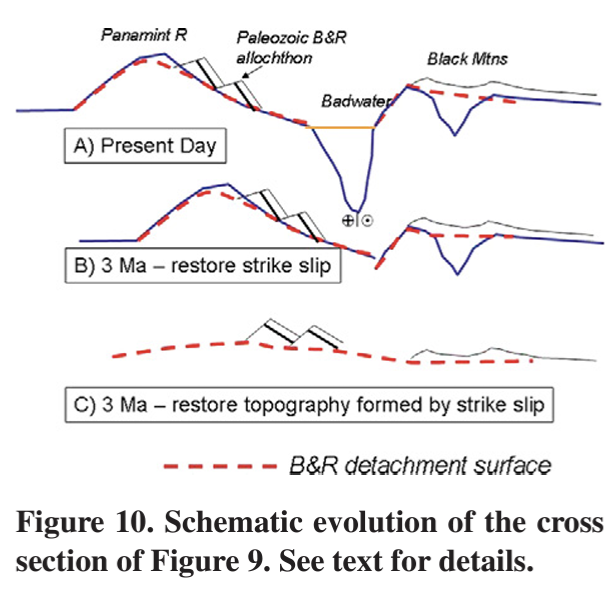 Panamint R
Paleozoic B&R
allochthon
Black Mtns
Badwater
A) Present Day
B) 3 Ma – restore strike slip
C) 3 Ma – restore topography formed by strike slip
B&R detachment surface
Figure 10. Schematic evolution of the cross
section of Figure 9. See text for details.